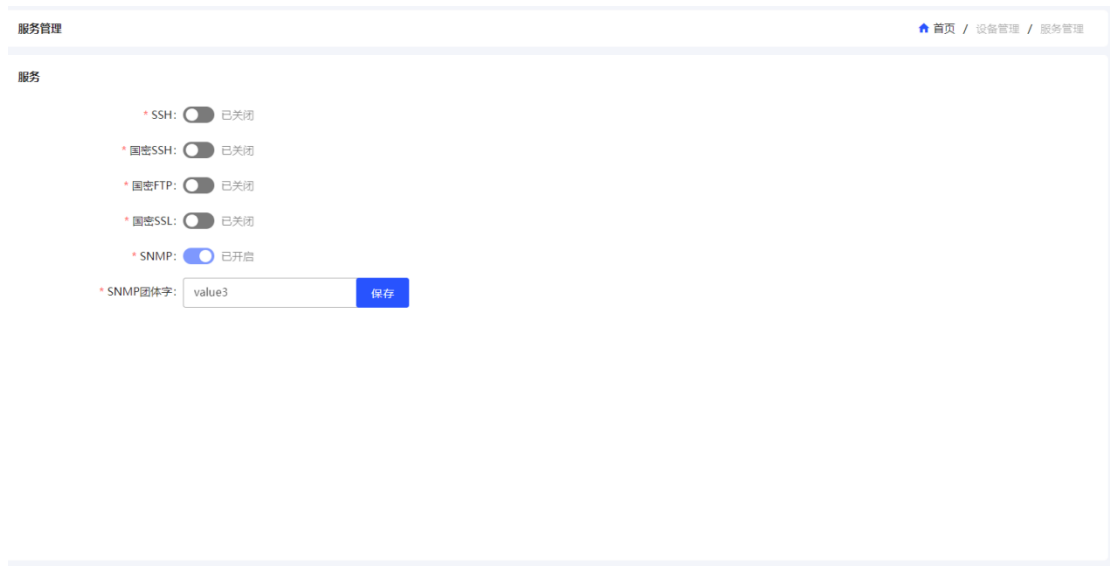 服务管理 首页 / 设备管理 / 服务管理
服务
* SSH: 已关闭
* 国密SSH: 已关闭
* 国密FTP: 已关闭
* 国密SSL: 已关闭
* SNMP: 已开启
* SNMP团体字: value3 保存